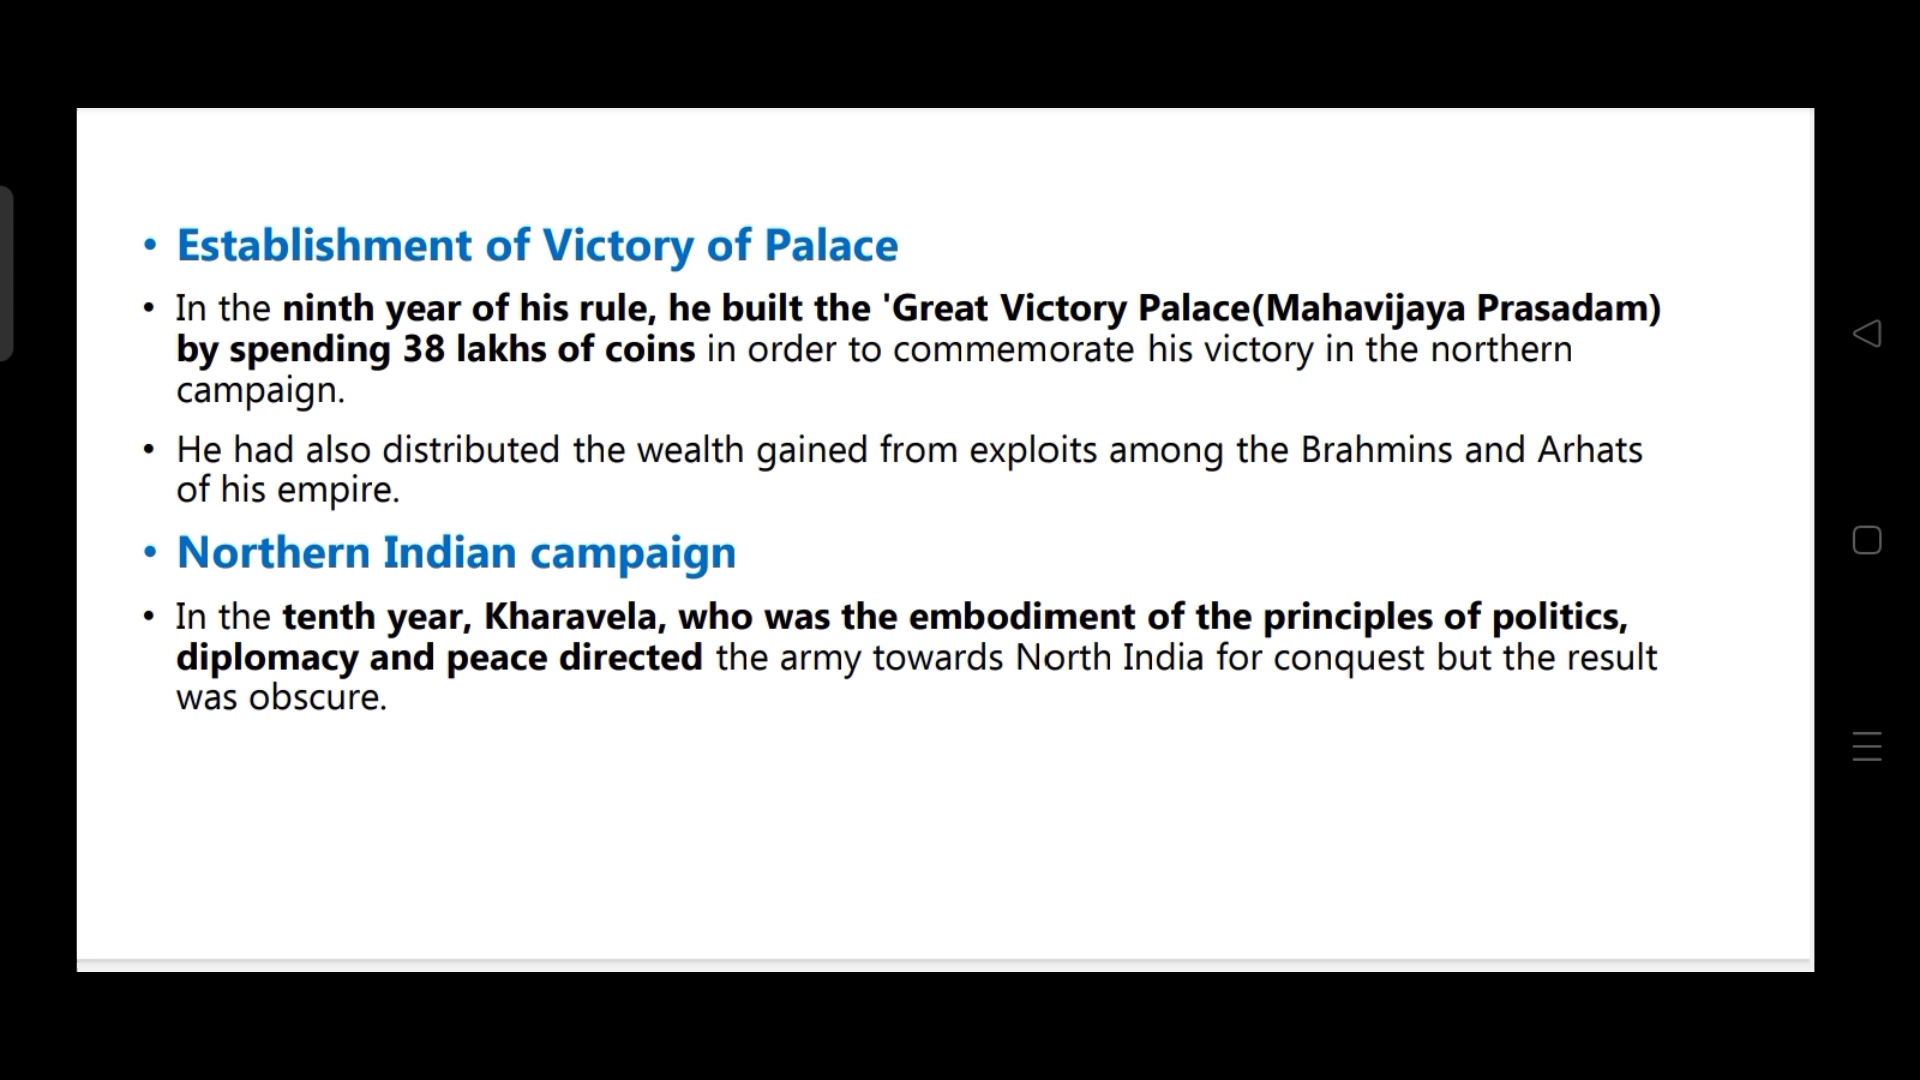 • Establishment of Victory of Palace
• In the ninth year of his rule, he built the 'Great Victory Palace(Mahavijaya Prasadam)
by spending 38 lakhs of coins in order to commemorate his victory in the northern
campaign.
• He had also distributed the wealth gained from exploits among the Brahmins and Arhats
of his empire.
• Northern Indian campaign
• In the tenth year, Kharavela, who was the embodiment of the principles of politics,
diplomacy and peace directed the army towards North India for conquest but the result
was obscure.